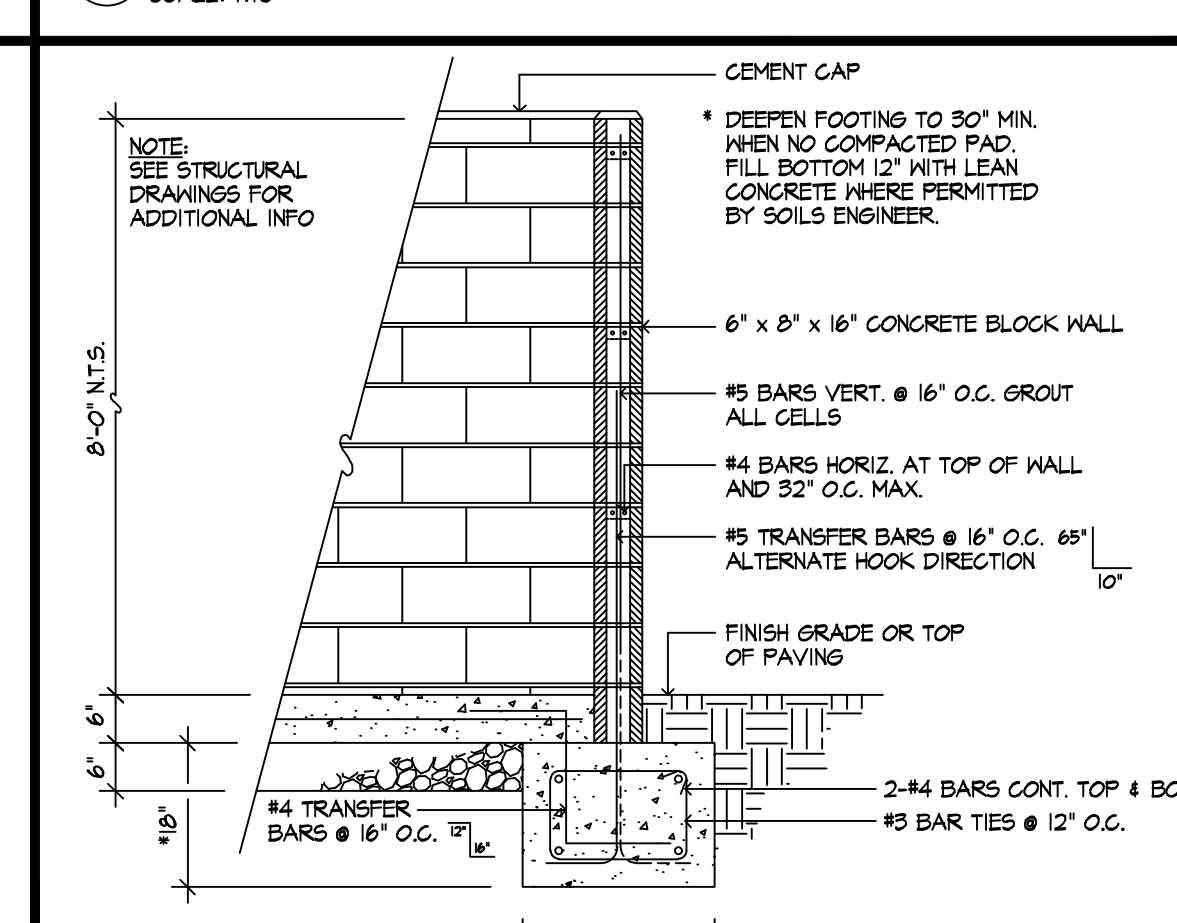 CEMENT CAP
* DEEPEN FOOTING TO 30" MIN.
WHEN NO COMPACTED PAD.
FILL BOTTOM 12" WITH LEAN
CONCRETE WHERE PERMITTED
BY SOILS ENGINEER.
NOTE:
SEE STRUCTURAL
DRAWINGS FOR
ADDITIONAL INFO
6" x 8" x 16" CONCRETE BLOCK WALL
8'-0" N.T.S.
#5 BARS VERT. @ 16" O.C. GROUT
ALL CELLS
#4 BARS HORIZ. AT TOP OF WALL
AND 32" O.C. MAX.
#5 TRANSFER BARS @ 16" O.C. 65"
ALTERNATE HOOK DIRECTION
10"
FINISH GRADE OR TOP
OF PAVING
6"
6"
*18"
#4 TRANSFER
BARS @ 16" O.C. 12"
16"
2-#4 BARS CONT. TOP &
#3 BAR TIES @ 12" O.C.